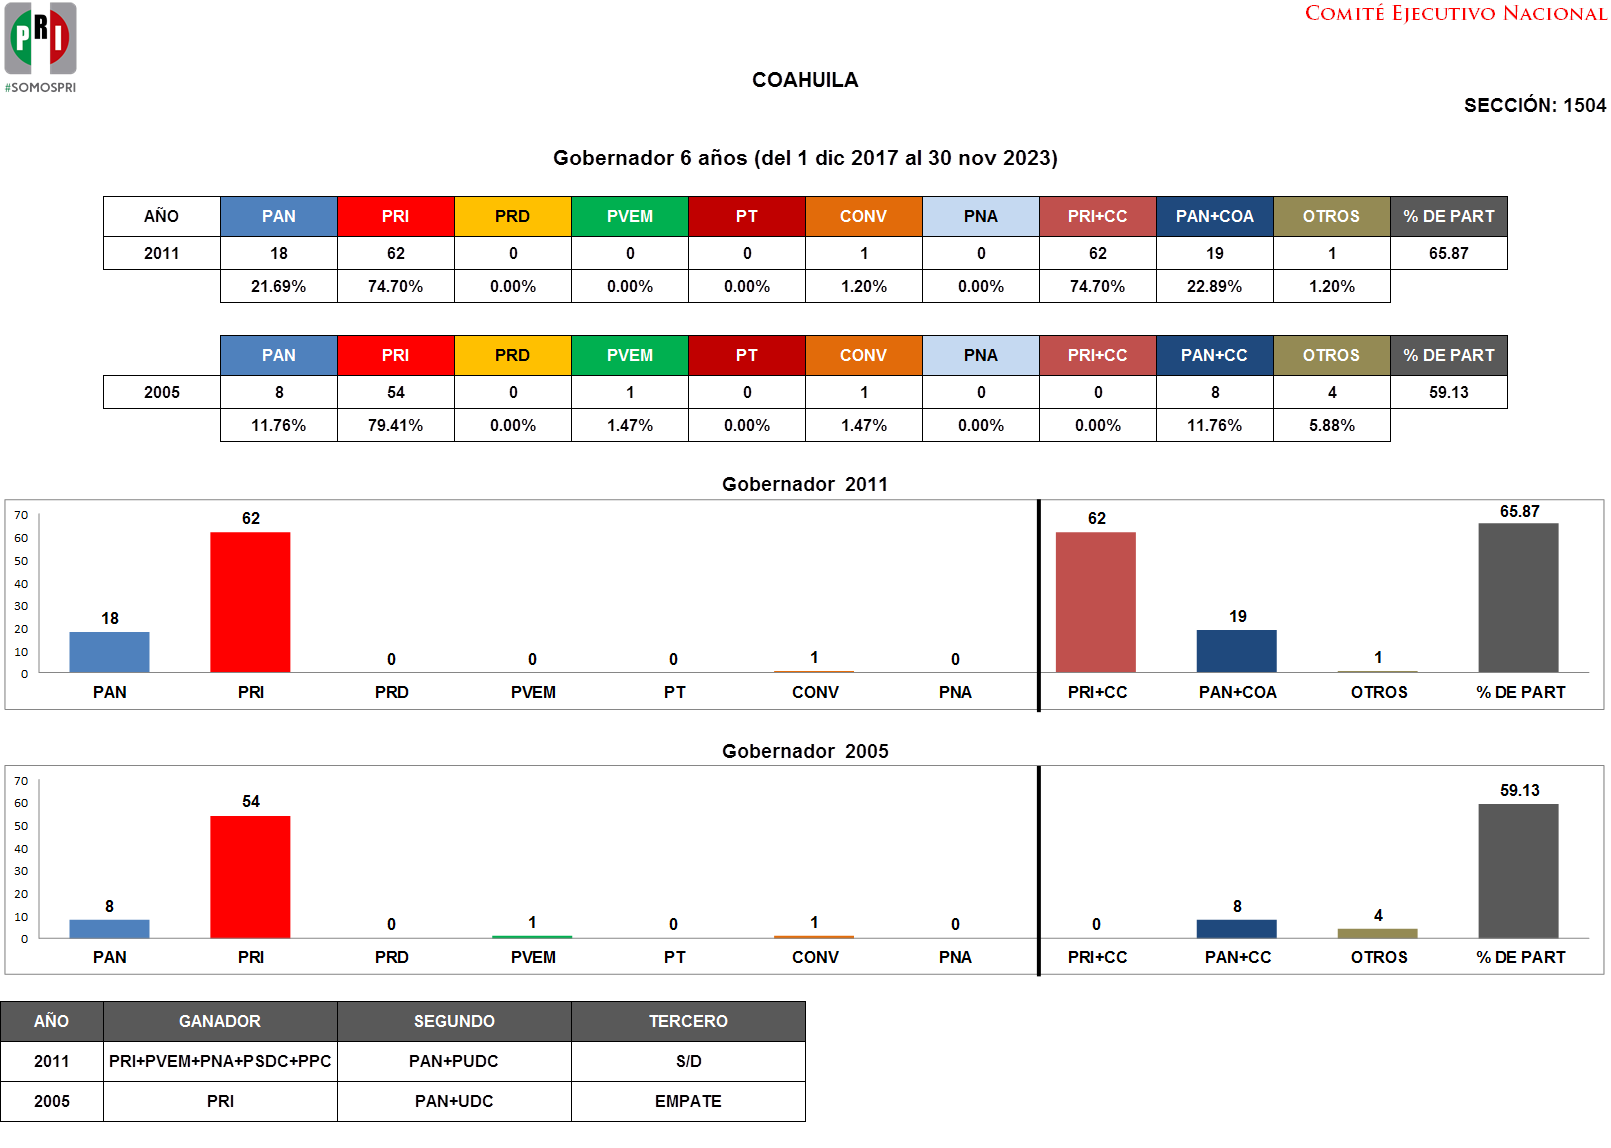 PRI
#SOMOSPRI
COMITÉ EJECUTIVO NACIONAL
COAHUILA
SECCIÓN: 1504
Gobernador 6 años (del 1 dic 2017 al 30 nov 2023)
AÑO PAN PRI PRD PVEM PT CONV PNA PRI+CC PAN+COA OTROS % DE PART
2011 18 62 0 0 0 1 0 62 19 1 65.87
21.69% 74.70% 0.00% 0.00% 0.00% 1.20% 0.00% 74.70% 22.89% 1.20%
PAN PRI PRD PVEM PT CONV PNA PRI+CC PAN+CC OTROS % DE PART
2005 8 54 0 1 0 1 0 0 8 4 59.13
11.76% 79.41% 0.00% 1.47% 0.00% 1.47% 0.00% 0.00% 11.76% 5.88%
Gobernador 2011
70
60
50
40
30
20
10
0
18 62 0 0 0 1 0 62 19 1 65.87
PAN PRI PRD PVEM PT CONV PNA PRI+CC PAN+COA OTROS % DE PART
Gobernador 2005
70
60
50
40
30
20
10
0
8 54 0 1 0 1 0 0 8 4 59.13
PAN PRI PRD PVEM PT CONV PNA PRI+CC PAN+CC OTROS % DE PART
AÑO GANADOR SEGUNDO TERCERO
2011 PRI+PVEM+PNA+PSDC+PPC PAN+PUDC S/D
2005 PRI PAN+UDC EMPATE